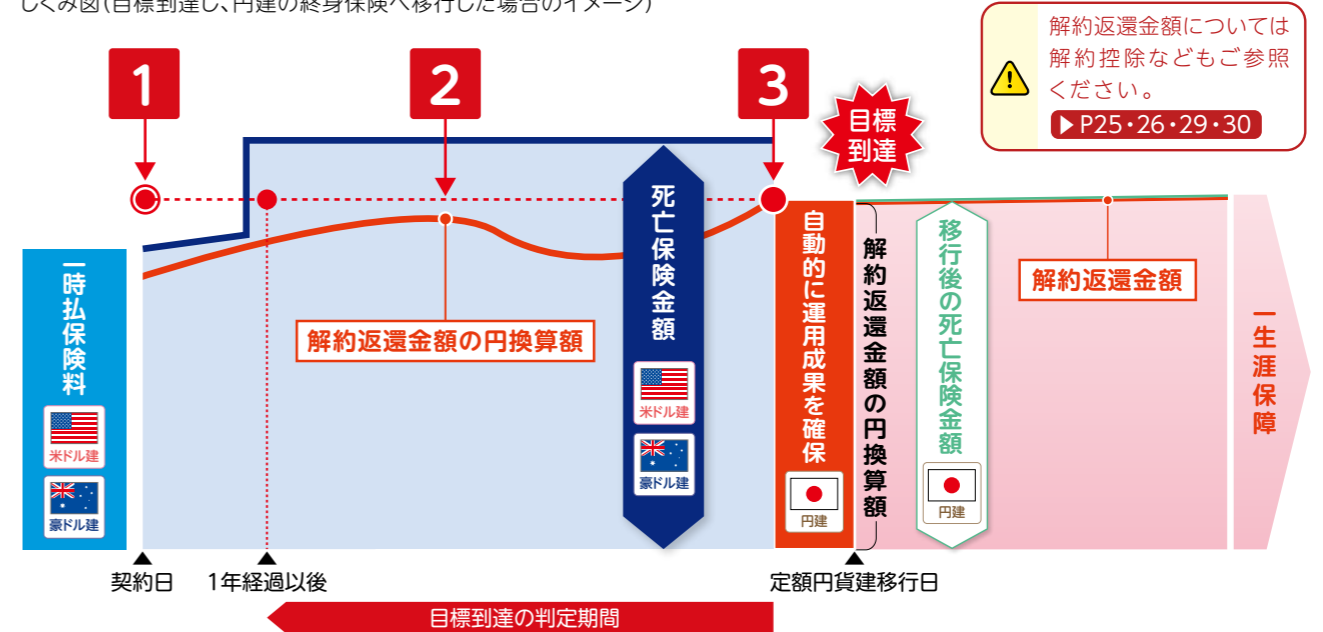 しくみ図（目標到達し、円建の終身保険へ移行した場合のイメージ）
解約返還金額については
解約控除などもご参照
ください。
▶P25・26・29・30
1
2
3
目標
到達
一時払保険料
米ドル建
豪ドル建
解約返還金額の円換算額
死亡保険金額
米ドル建
豪ドル建
自動的に運用成果を確保
円建
解約返還金額の円換算額
移行後の死亡保険金額
円建
解約返還金額
一生涯保障
契約日
1年経過以後
定額円貨建移行日
目標到達の判定期間